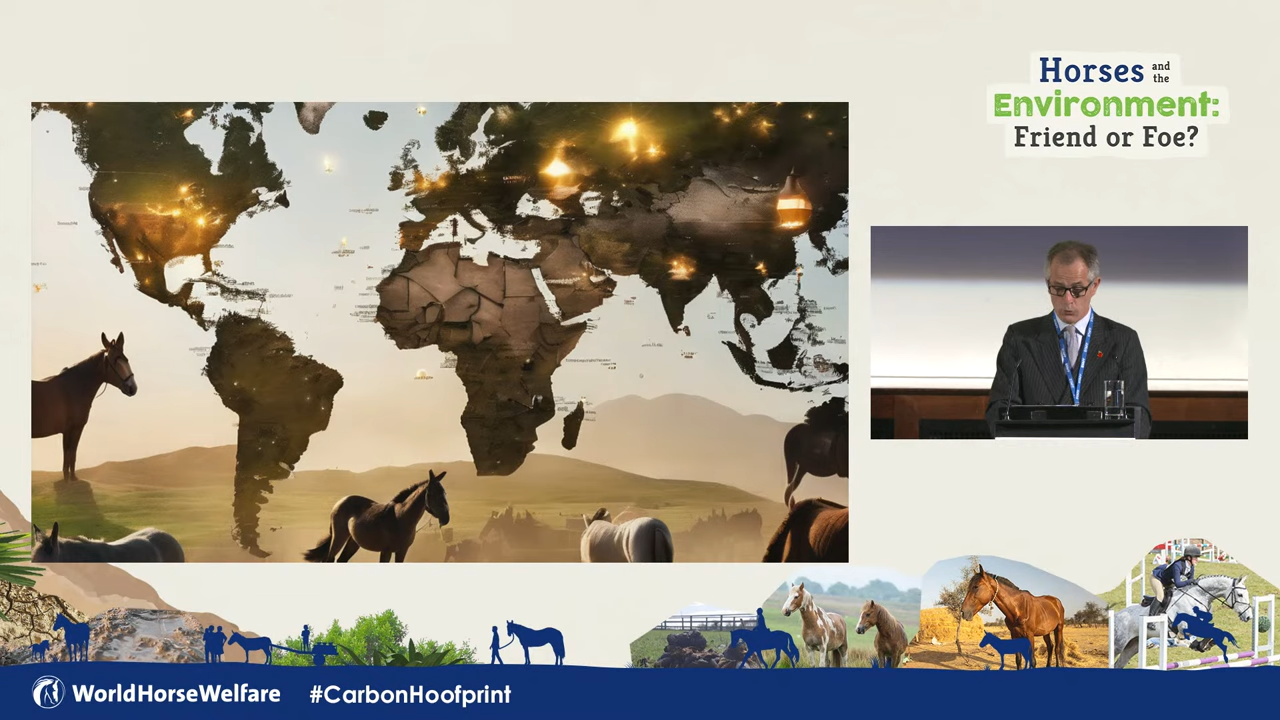 Horses and the
Environment:
Friend or Foe?
WorldHorseWelfare
#CarbonHoofprint